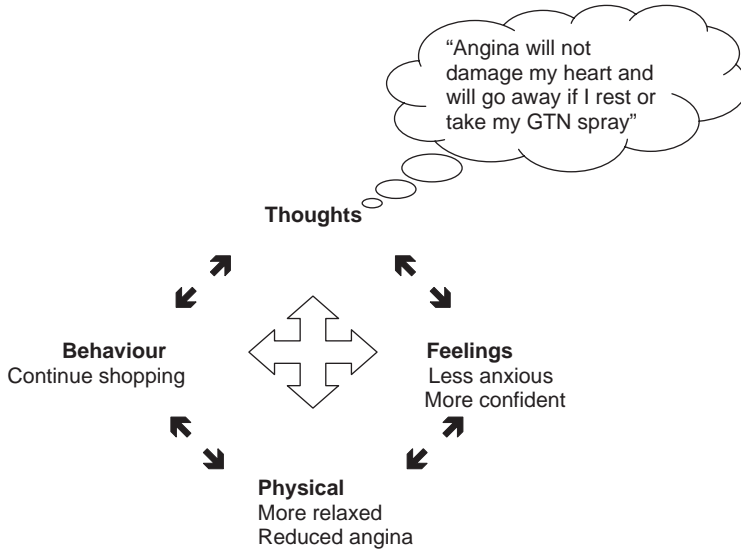 “Angina will not
damage my heart and
will go away if I rest or
take my GTN spray”
Thoughts
Behaviour
Continue shopping
Feelings
Less anxious
More confident
Physical
More relaxed
Reduced angina